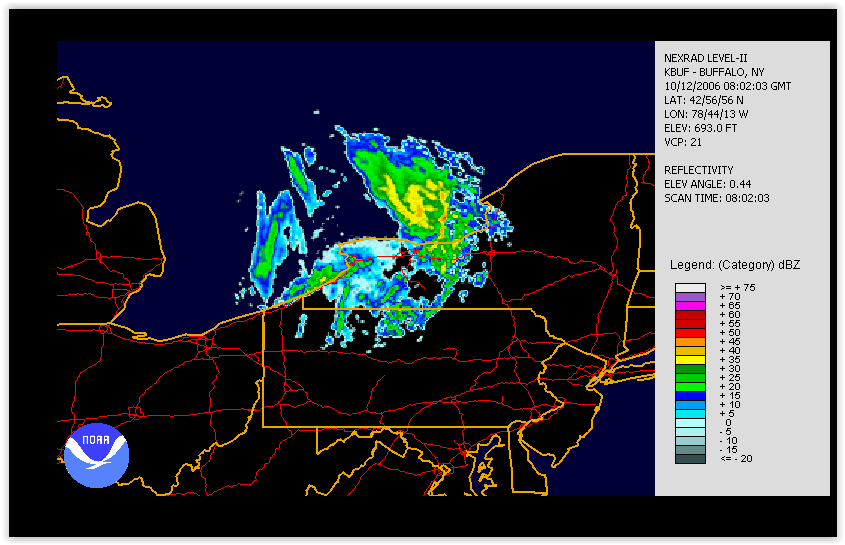 NEXRAD LEVEL-II
KBUF - BUFFALO, NY
10/12/2006 08:02:03 GMT
LAT: 42/56/56 N
LON: 78/44/13 W
ELEV: 693.0 FT
VCP: 21
REFLECTIVITY
ELEV ANGLE: 0.44
SCAN TIME: 08:02:03
Legend: (Category) dBZ
>= + 75
+ 70
+ 65
+ 60
+ 55
+ 50
+ 45
+ 40
+ 35
+ 30
+ 25
+ 20
+ 15
+ 10
+ 5
0
- 5
- 10
- 15
<= - 20
NOAA